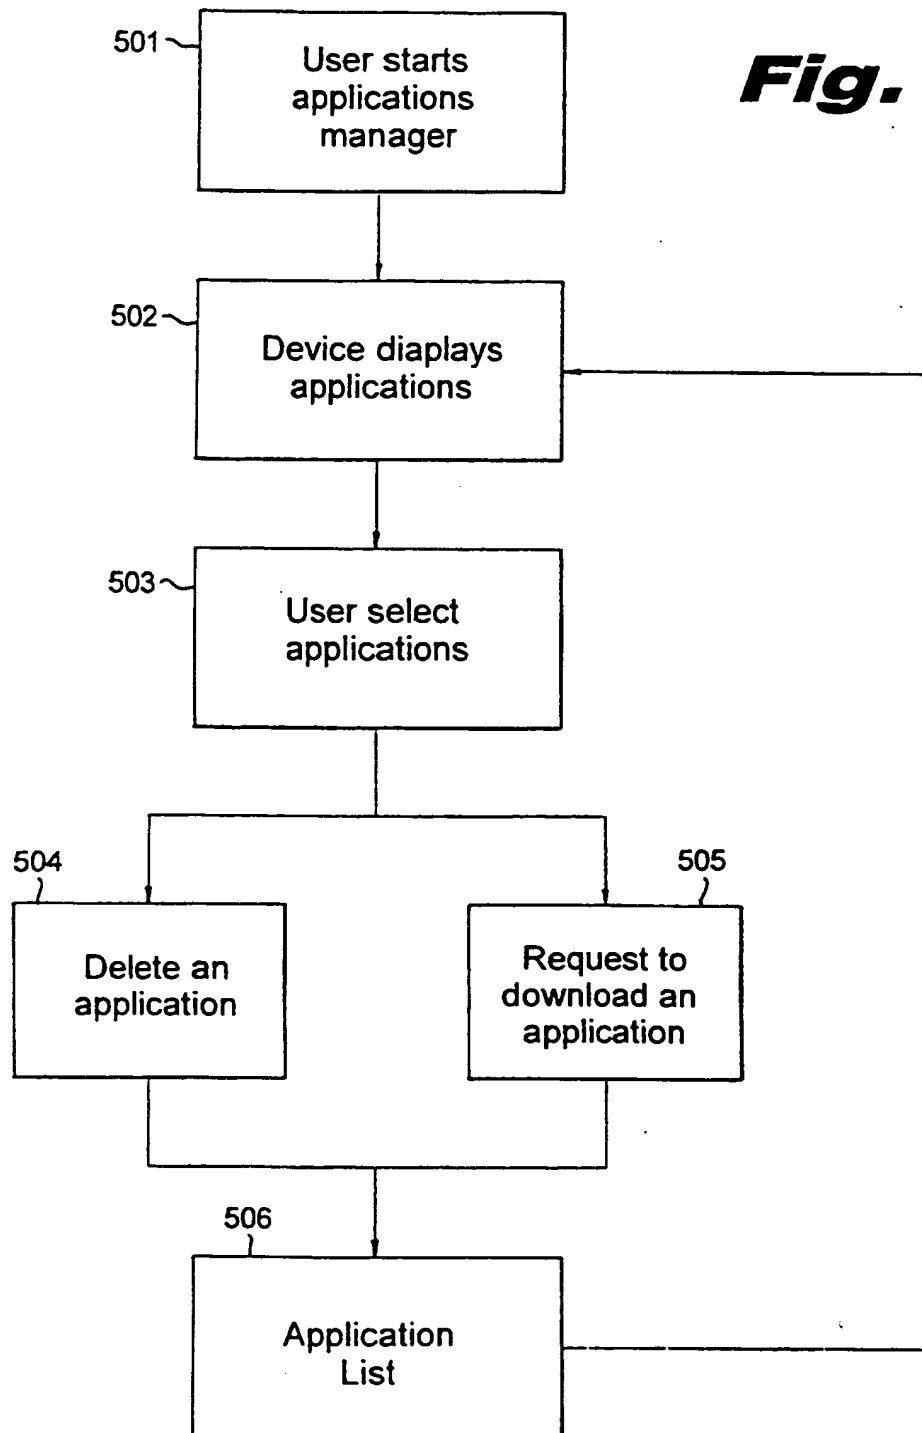 501
User starts
applications
manager
Fig.
502
Device diaplays
applications
503
User select
applications
504
Delete an
application
505
Request to
download an
application
506
Application
List